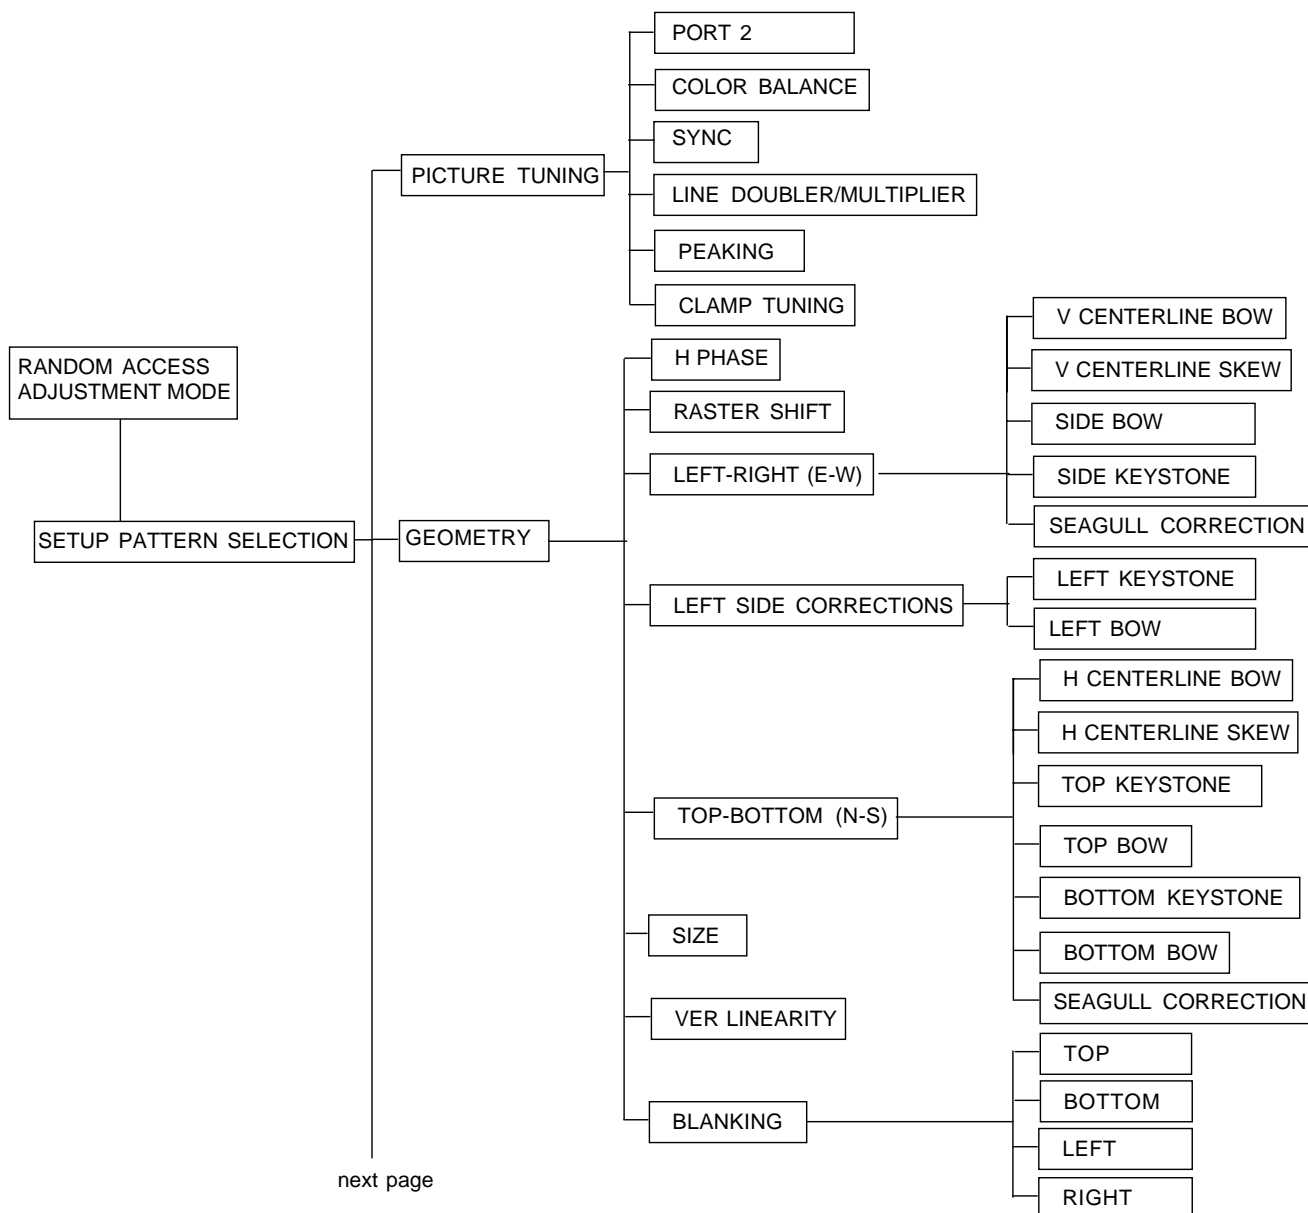 PORT 2
COLOR BALANCE
SYNC
PICTURE TUNING
LINE DOUBLER/MULTIPLIER
PEAKING
CLAMP TUNING
RANDOM ACCESS
ADJUSTMENT MODE
SETUP PATTERN SELECTION
GEOMETRY
H PHASE
RASTER SHIFT
LEFT-RIGHT (E-W)
V CENTERLINE BOW
V CENTERLINE SKEW
SIDE BOW
SIDE KEYSTONE
SEAGULL CORRECTION
LEFT SIDE CORRECTIONS
LEFT KEYSTONE
LEFT BOW
TOP-BOTTOM (N-S)
H CENTERLINE BOW
H CENTERLINE SKEW
TOP KEYSTONE
TOP BOW
BOTTOM KEYSTONE
BOTTOM BOW
SEAGULL CORRECTION
SIZE
VER LINEARITY
BLANKING
TOP
BOTTOM
LEFT
RIGHT
next page